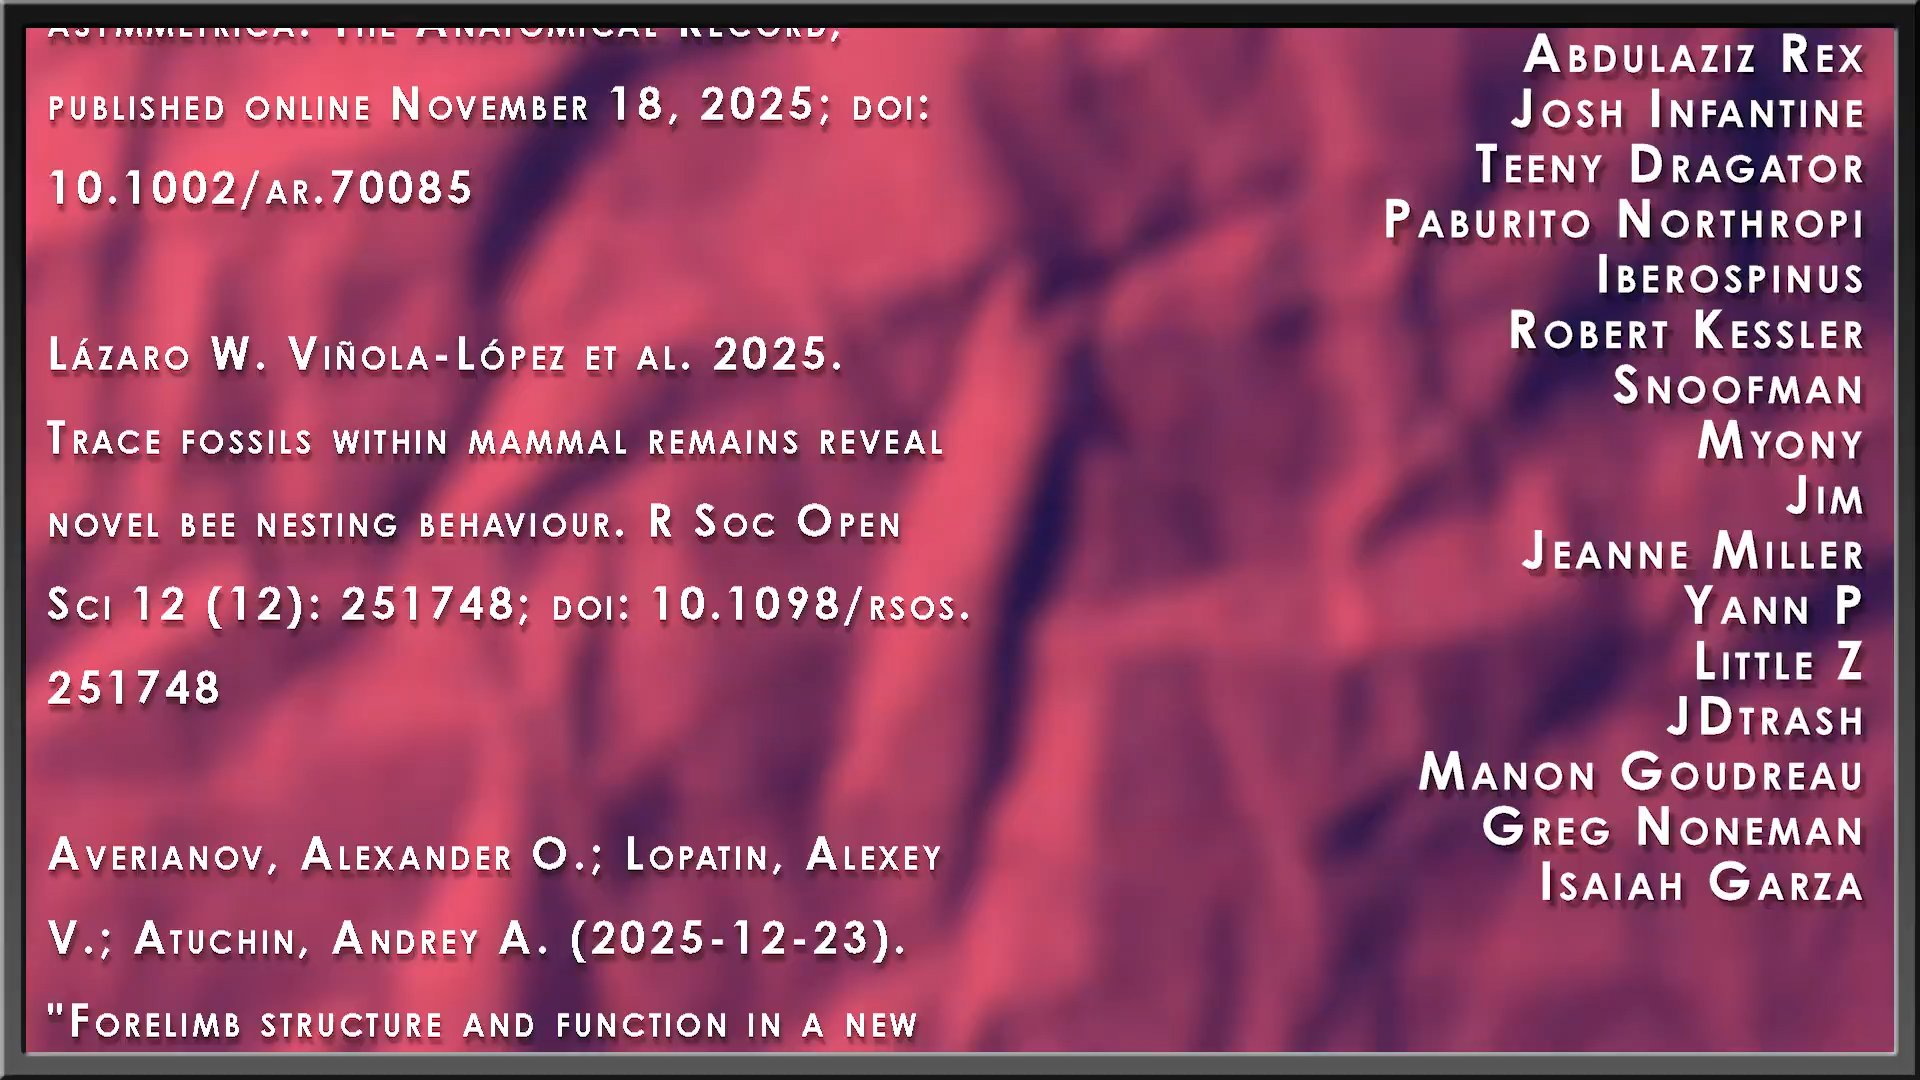 asymmetrica. The Anatomical Record,
published online November 18, 2025; doi:
10.1002/ar.70085
Lázaro W. Viñola-López et al. 2025.
Trace fossils within mammal remains reveal
novel bee nesting behaviour. R Soc Open
Sci 12 (12): 251748; doi: 10.1098/rsos.
251748
Averianov, Alexander O.; Lopatin, Alexey
V.; Atuchin, Andrey A. (2025-12-23).
"Forelimb structure and function in a new
Abdulaziz Rex
Josh Infantine
Teeny Dragator
Paburito Northropi
Iberospinus
Robert Kessler
Snoofman
Myony
Jim
Jeanne Miller
Yann P
Little Z
JDtrash
Manon Goudreau
Greg Noneman
Isaiah Garza